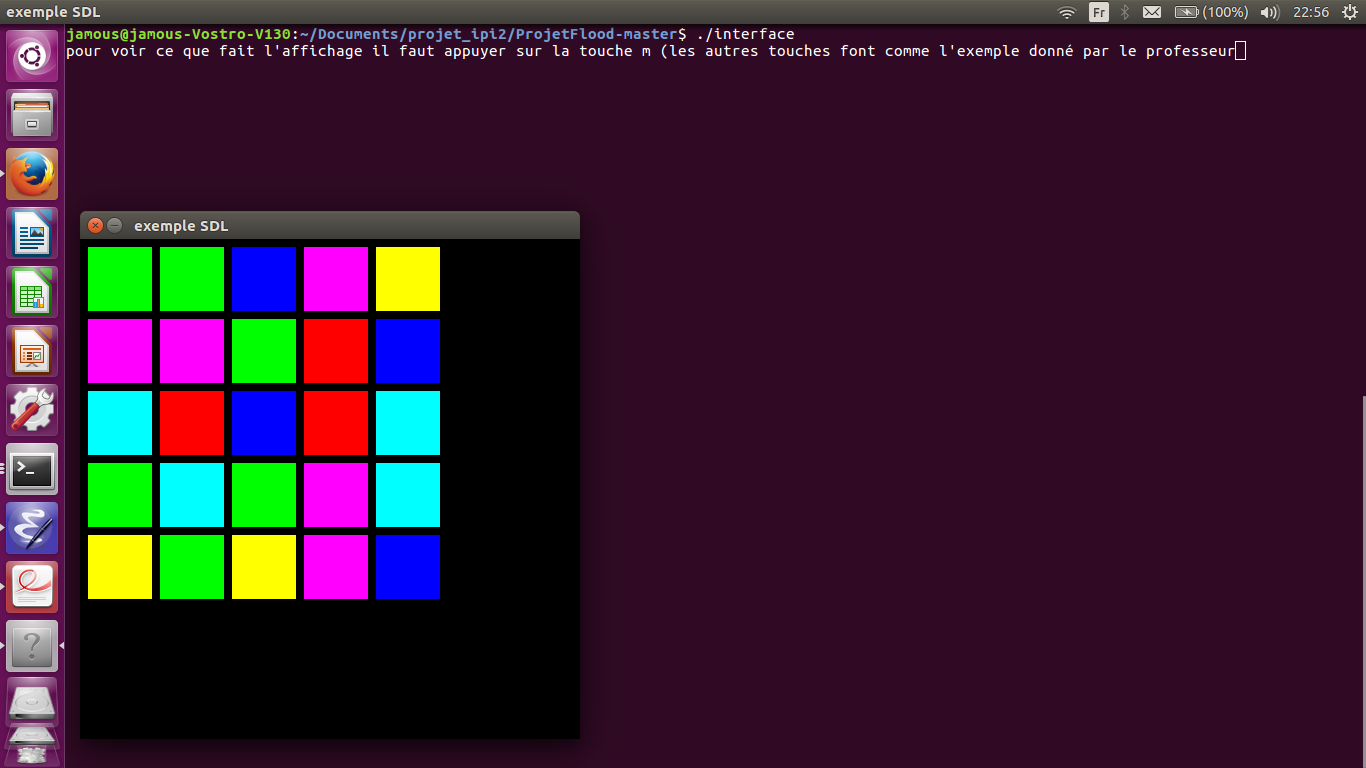 exemple SDL
Fr
(100%)
22:56
jamous@jamous-Vostro-V130:~/Documents/projet_ipi2/ProjetFlood-master$ ./interface
pour voir ce que fait l'affichage il faut appuyer sur la touche m (les autres touches font comme l'exemple donné par le professeur
exemple SDL
>_
?